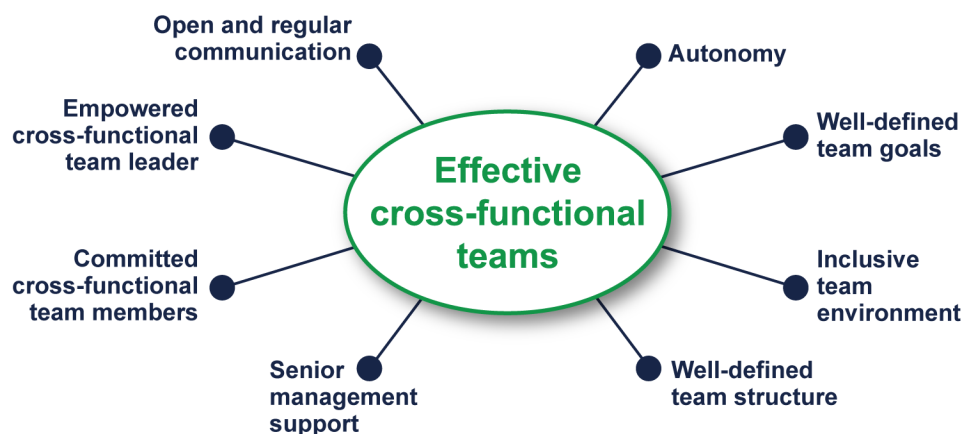 Open and regular
communication
Autonomy
Empowered
cross-functional
team leader
Well-defined
team goals
Effective
cross-functional
teams
Committed
cross-functional
team members
Inclusive
team
environment
Senior
management
support
Well-defined
team structure